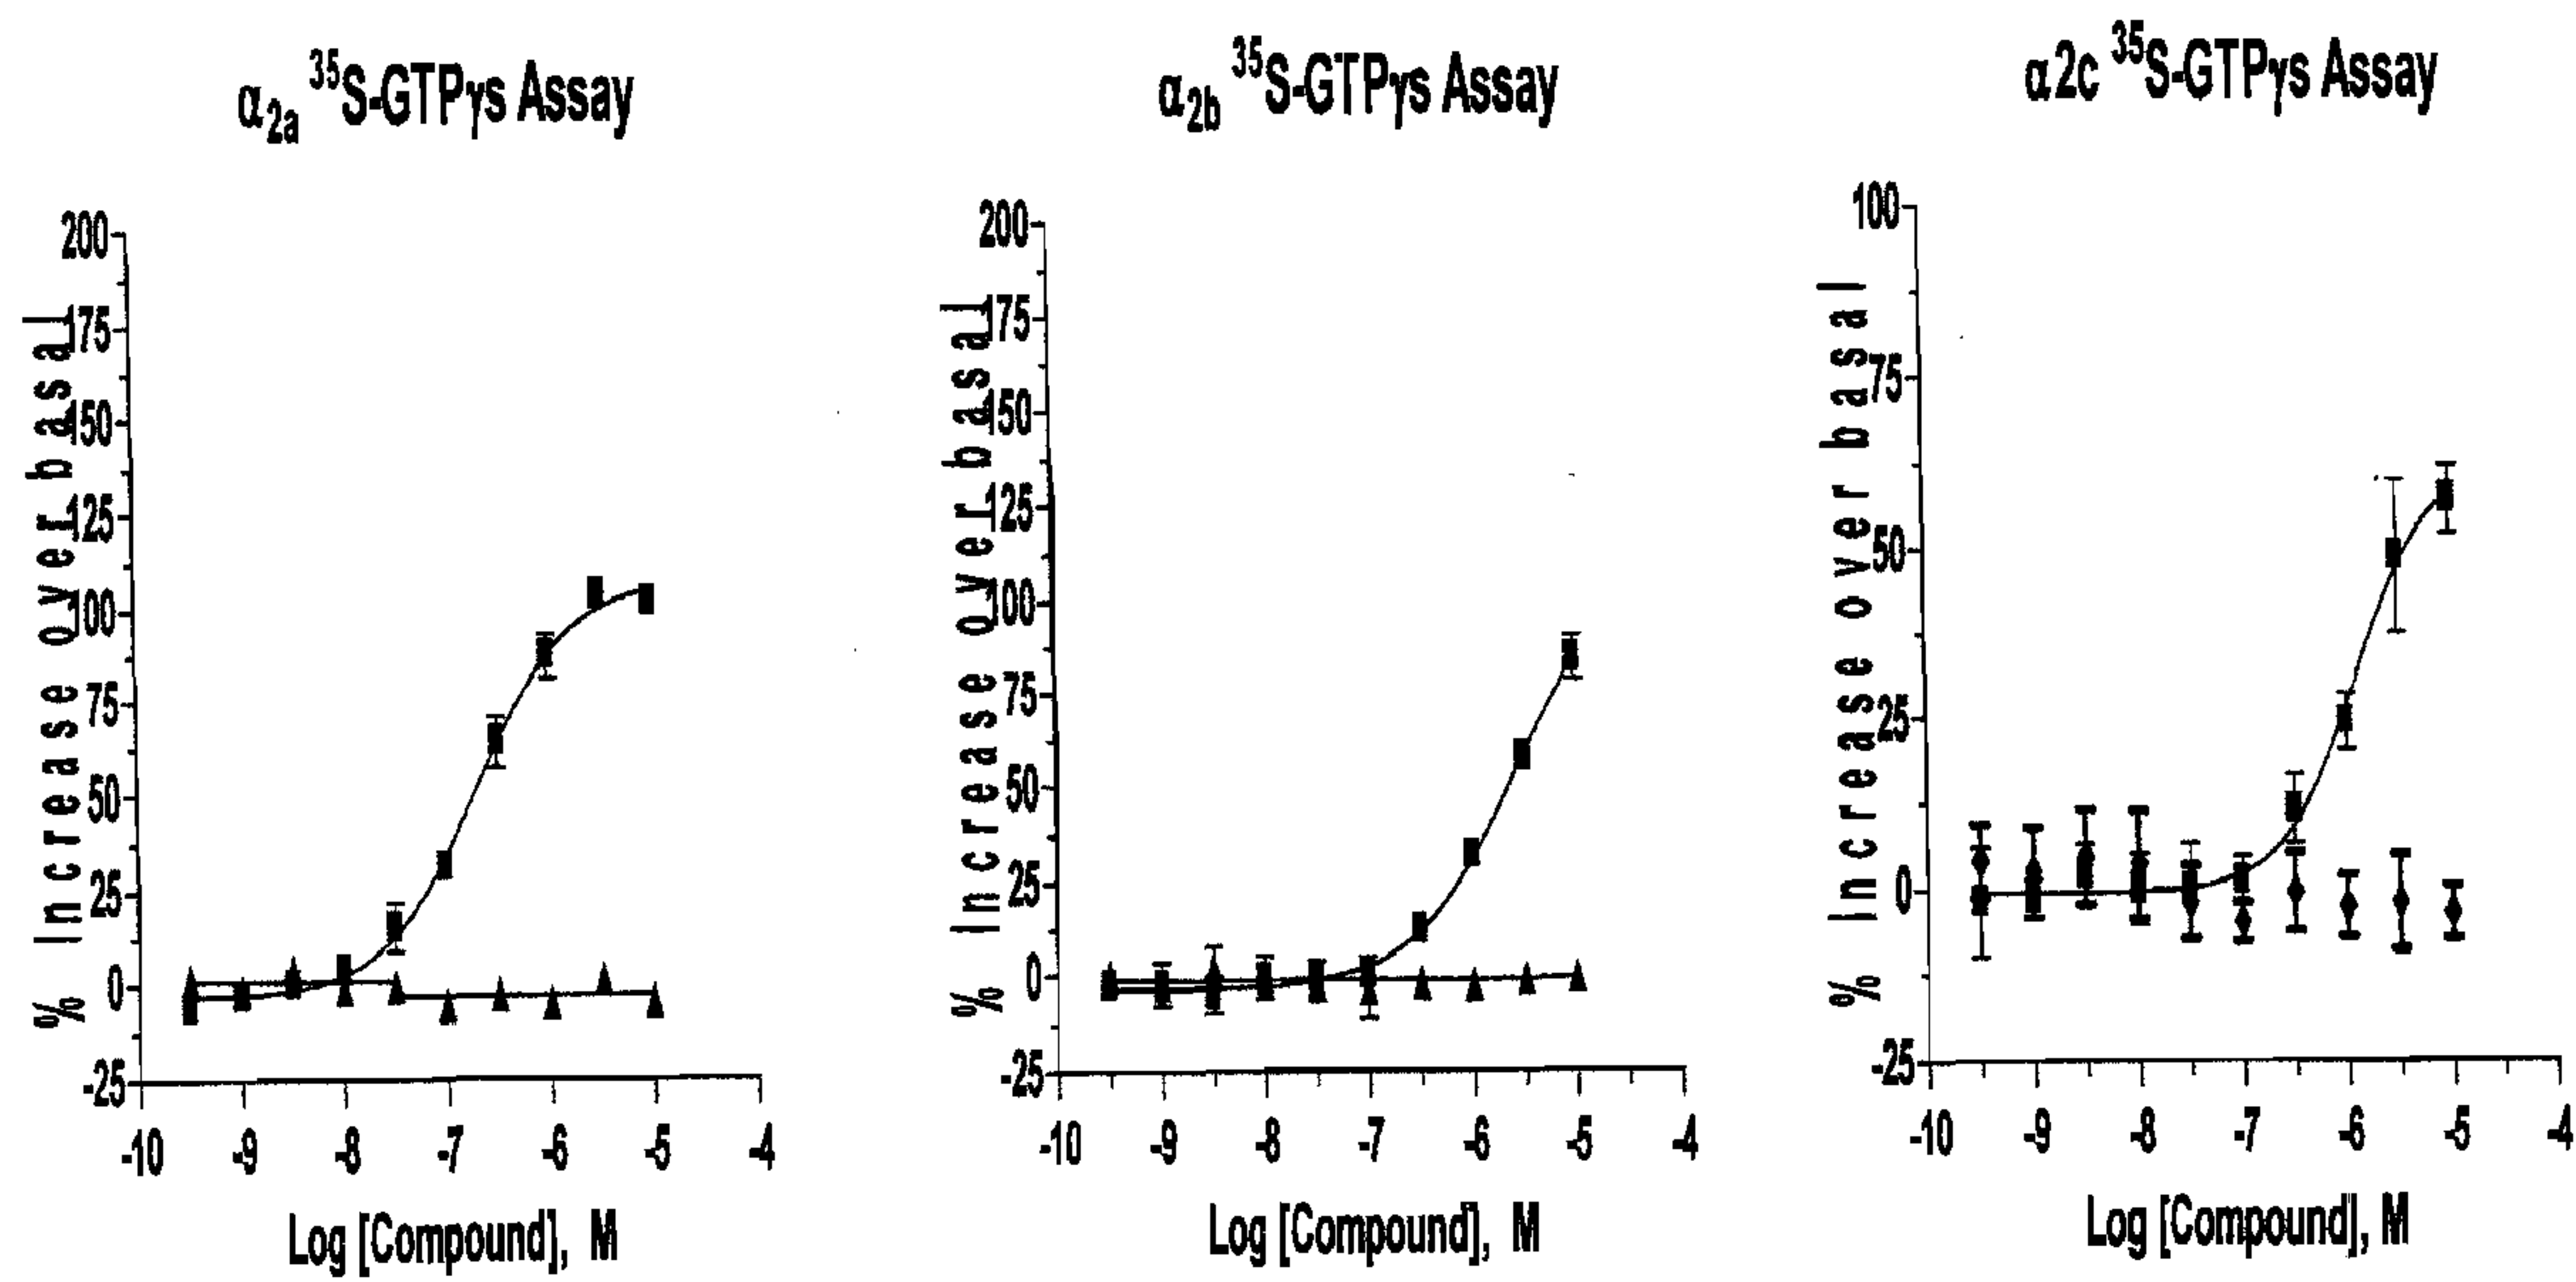 α2a 35S-GTPγs Assay
% Increase over basal
200
175
150
125
100
75
50
25
0
-25
-10 -9 -8 -7 -6 -5 -4
Log [Compound], M
α2b 35S-GTPγs Assay
% Increase over basal
200
175
150
125
100
75
50
25
0
-25
-10 -9 -8 -7 -6 -5 -4
Log [Compound], M
α2c 35S-GTPγs Assay
% Increase over basal
100
75
50
25
0
-25
-10 -9 -8 -7 -6 -5 -4
Log [Compound], M